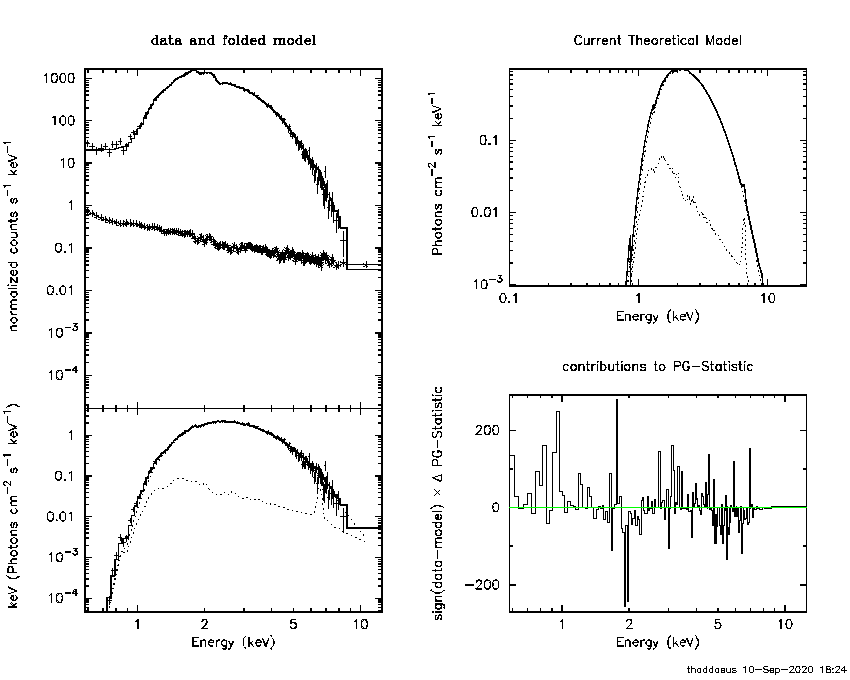 data and folded model
normalized counts s⁻¹ keV⁻¹
1000
100
10
1
0.1
0.01
10⁻³
10⁻⁴
keV (Photons cm⁻² s⁻¹ keV⁻¹)
1
0.1
0.01
10⁻³
10⁻⁴
1 2 5 10
Energy (keV)
Current Theoretical Model
Photons cm⁻² s⁻¹ keV⁻¹
0.1
0.01
10⁻³
0.1 1 10
Energy (keV)
contributions to PG-Statistic
sign(data-model) × Δ PG-Statistic
200
0
-200
1 2 5 10
Energy (keV)
thaddaeus 10-Sep-2020 18:24